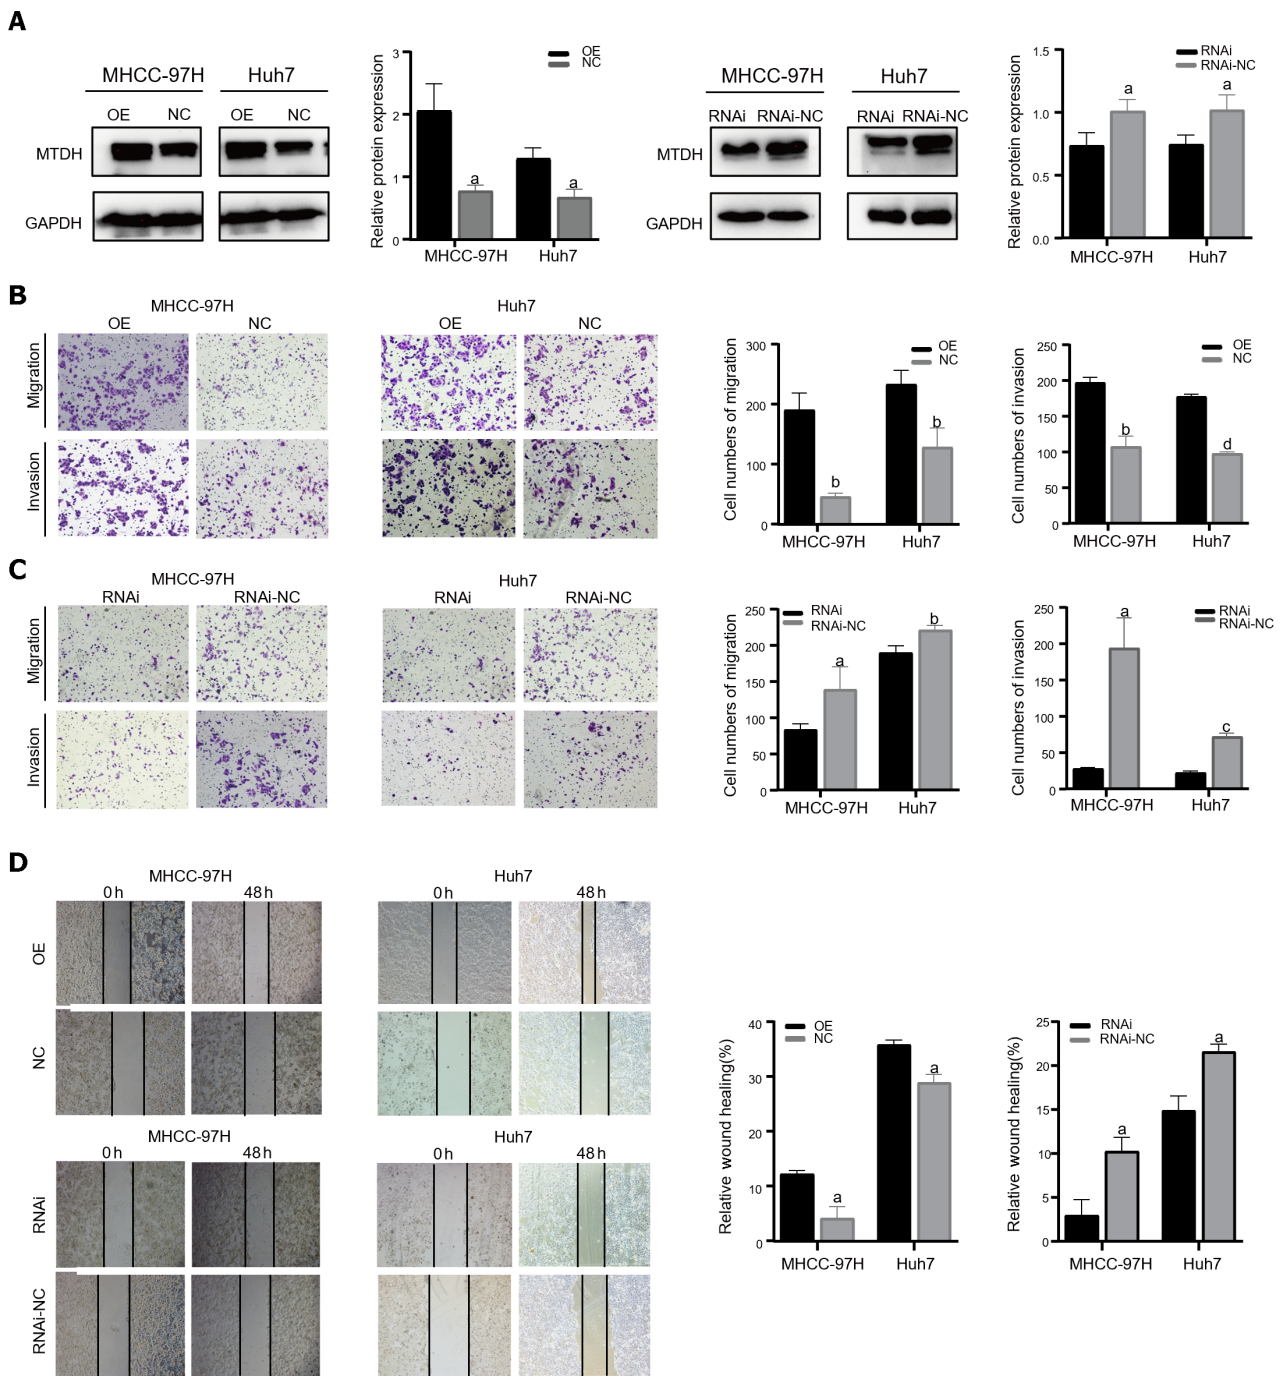 A
MHCC-97H Huh7
OE NC OE NC
MTDH
GAPDH
Relative protein expression
3
2
1
0
OE
NC
a a
MHCC-97H Huh7
MHCC-97H Huh7
RNAi RNAi-NC RNAi RNAi-NC
MTDH
GAPDH
Relative protein expression
1.5
1.0
0.5
0.0
RNAi
RNAi-NC
a a
MHCC-97H Huh7
B
MHCC-97H Huh7
OE NC OE NC
Migration
Invasion
Cell numbers of migration
300
200
100
0
OE
NC
b b
MHCC-97H Huh7
Cell numbers of invasion
250
200
150
100
50
0
OE
NC
b d
MHCC-97H Huh7
C
MHCC-97H Huh7
RNAi RNAi-NC RNAi RNAi-NC
Migration
Invasion
Cell numbers of migration
250
200
150
100
50
0
RNAi
RNAi-NC
a b
MHCC-97H Huh7
Cell numbers of invasion
250
200
150
100
50
0
RNAi
RNAi-NC
a c
MHCC-97H Huh7
D
MHCC-97H Huh7
0 h 48 h 0 h 48 h
OE
NC
MHCC-97H Huh7
0 h 48 h 0 h 48 h
RNAi
RNAi-NC
Relative wound healing(%)
40
30
20
10
0
OE
NC
a a
MHCC-97H Huh7
Relative wound healing(%)
25
20
15
10
5
0
RNAi
RNAi-NC
a a
MHCC-97H Huh7